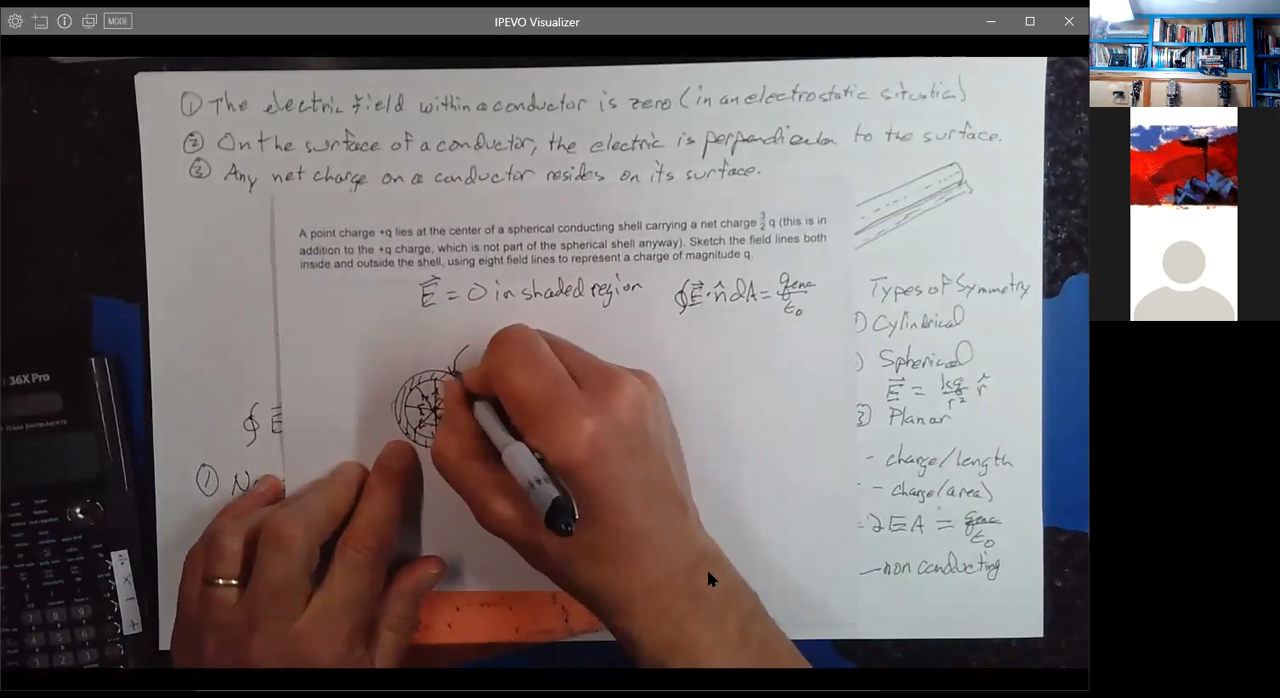 IPEVO Visualizer
MODE
① The electric field within a conductor is zero (in an electrostatic situation)
② On the surface of a conductor, the electric is perpendicular to the surface.
③ Any net charge on a conductor resides on its surface.
A point charge +q lies at the center of a spherical conducting shell carrying a net charge 3/2 q (this is in
addition to the +q charge, which is not part of the spherical shell anyway). Sketch the field lines both
inside and outside the shell, using eight field lines to represent a charge of magnitude q.
E⃗ = 0 in shaded region
∮E⃗·n̂dA = qenc/ε0
∮E
①
36X Pro
TEXAS INSTRUMENTS
Types of Symmetry
) Cylindrical
) Spherical
E⃗ = kq/r² r̂
3) Planar
- charge/length
- charge/area)
= 2EA = qenc/ε0
— non conducting